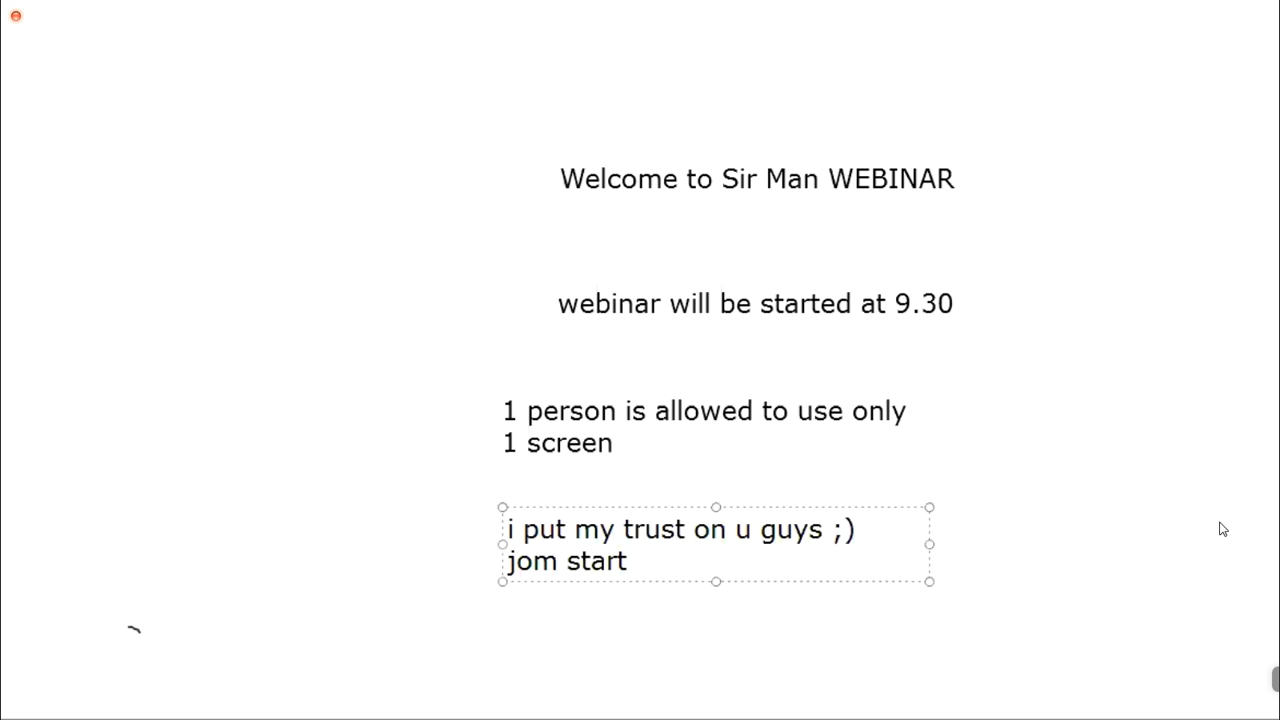 Welcome to Sir Man WEBINAR
webinar will be started at 9.30
1 person is allowed to use only
1 screen
i put my trust on u guys ;)
jom start